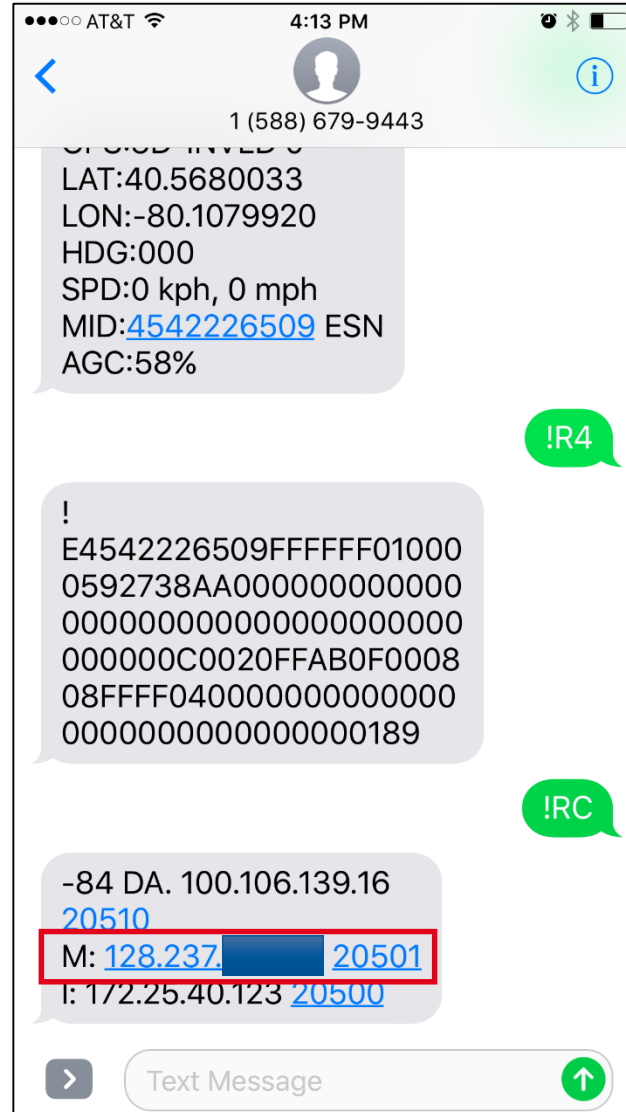 AT&T 4:13 PM
1 (588) 679-9443
LAT:40.5680033
LON:-80.1079920
HDG:000
SPD:0 kph, 0 mph
MID:4542226509 ESN
AGC:58%
!R4
!
E4542226509FFFFFF01000
0592738AA000000000000
0000000000000000000000
000000C0020FFAB0F0008
08FFFF040000000000000
00000000000000000189
!RC
-84 DA. 100.106.139.16
20510
M: 128.237. 20501
I: 172.25.40.123 20500
Text Message